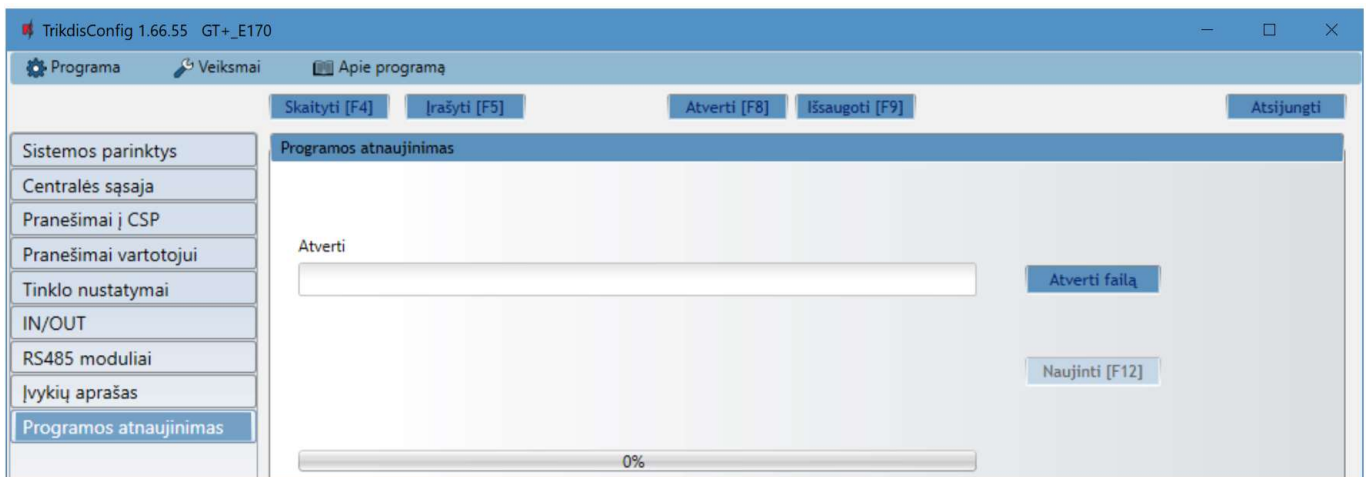 TrikdisConfig 1.66.55 GT+_E170
Programa Veiksmai Apie programą
Skaityti [F4] Įrašyti [F5] Atverti [F8] Išsaugoti [F9] Atsijungti
Sistemos parinktys
Centralės sąsaja
Pranešimai į CSP
Pranešimai vartotojui
Tinklo nustatymai
IN/OUT
RS485 moduliai
Įvykių aprašas
Programos atnaujinimas
Programos atnaujinimas
Atverti
Atverti failą
Naujinti [F12]
0%